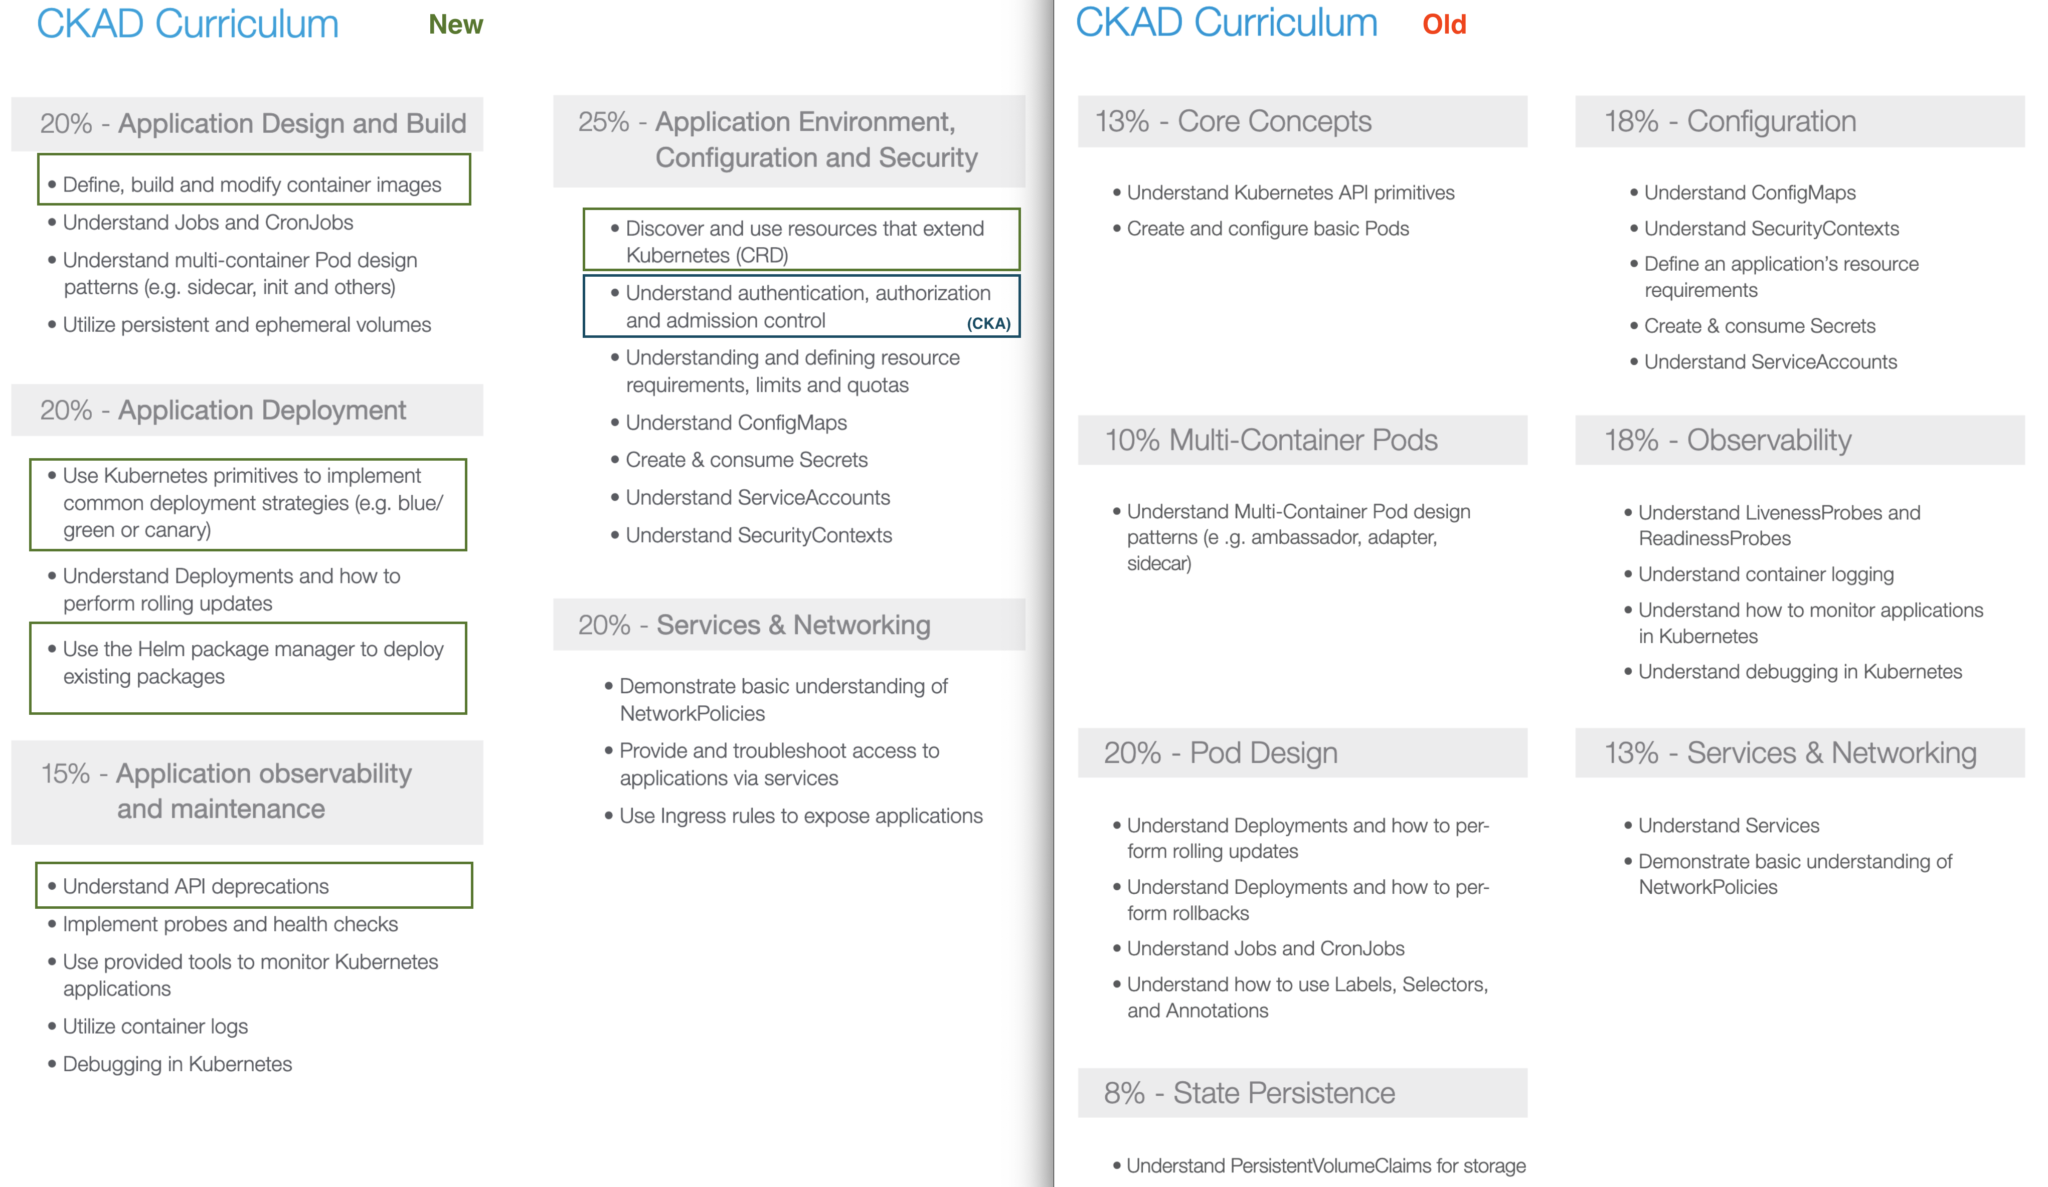 CKAD Curriculum New
20% - Application Design and Build
• Define, build and modify container images
• Understand Jobs and CronJobs
• Understand multi-container Pod design
patterns (e.g. sidecar, init and others)
• Utilize persistent and ephemeral volumes
20% - Application Deployment
• Use Kubernetes primitives to implement
common deployment strategies (e.g. blue/
green or canary)
• Understand Deployments and how to
perform rolling updates
• Use the Helm package manager to deploy
existing packages
15% - Application observability
and maintenance
• Understand API deprecations
• Implement probes and health checks
• Use provided tools to monitor Kubernetes
applications
• Utilize container logs
• Debugging in Kubernetes
25% - Application Environment,
Configuration and Security
• Discover and use resources that extend
Kubernetes (CRD)
• Understand authentication, authorization
and admission control (CKA)
• Understanding and defining resource
requirements, limits and quotas
• Understand ConfigMaps
• Create & consume Secrets
• Understand ServiceAccounts
• Understand SecurityContexts
20% - Services & Networking
• Demonstrate basic understanding of
NetworkPolicies
• Provide and troubleshoot access to
applications via services
• Use Ingress rules to expose applications
CKAD Curriculum Old
13% - Core Concepts
• Understand Kubernetes API primitives
• Create and configure basic Pods
10% Multi-Container Pods
• Understand Multi-Container Pod design
patterns (e .g. ambassador, adapter,
sidecar)
20% - Pod Design
• Understand Deployments and how to per-
form rolling updates
• Understand Deployments and how to per-
form rollbacks
• Understand Jobs and CronJobs
• Understand how to use Labels, Selectors,
and Annotations
8% - State Persistence
• Understand PersistentVolumeClaims for storage
18% - Configuration
• Understand ConfigMaps
• Understand SecurityContexts
• Define an application’s resource
requirements
• Create & consume Secrets
• Understand ServiceAccounts
18% - Observability
• Understand LivenessProbes and
ReadinessProbes
• Understand container logging
• Understand how to monitor applications
in Kubernetes
• Understand debugging in Kubernetes
13% - Services & Networking
• Understand Services
• Demonstrate basic understanding of
NetworkPolicies